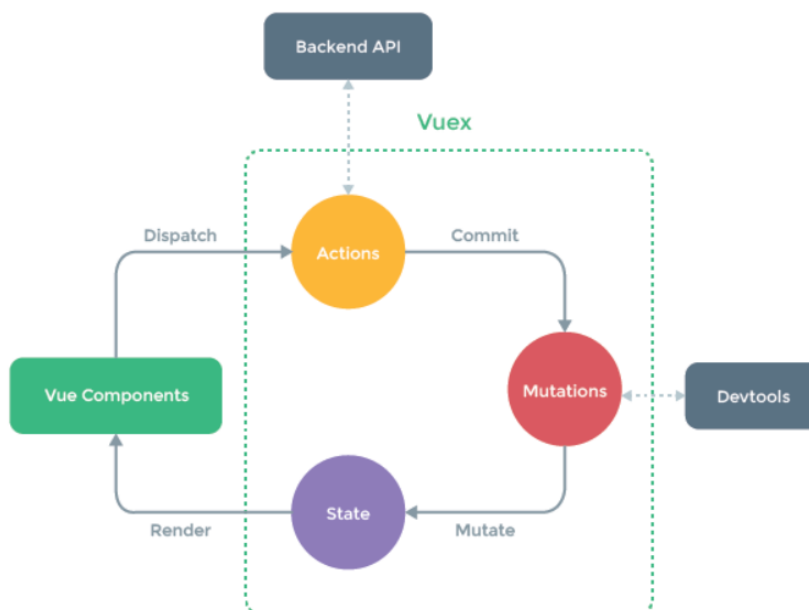 Backend API
Vuex
Dispatch
Actions
Commit
Vue Components
Mutations
Devtools
State
Render
Mutate